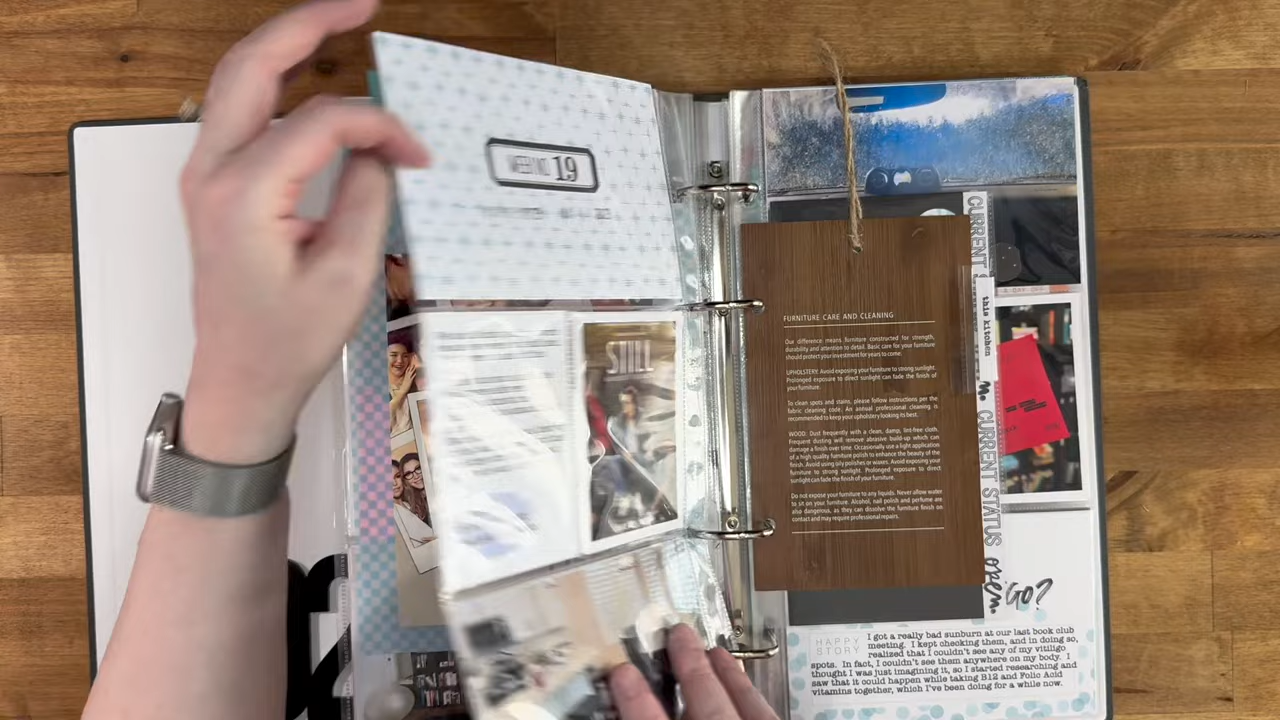 WEEK NO 19
STILL
FURNITURE CARE AND CLEANING
Our difference means furniture constructed for strength,
durability and attention to detail. Basic care for your furniture
should protect your investment for years to come.
UPHOLSTERY: Avoid exposing your furniture to strong sunlight.
Prolonged exposure to direct sunlight can fade the finish of
your furniture.
To clean spots and stains, please follow instructions per the
fabric cleaning code. An annual professional cleaning is
recommended to keep your upholstery looking its best.
WOOD: Dust frequently with a clean, damp, lint-free cloth.
Frequent dusting will remove abrasive build-up which can
damage a finish over time. Occasionally use a light application
of a high quality furniture polish to enhance the beauty of the
finish. Avoid using oily polishes or waxes. Avoid exposing your
furniture to strong sunlight. Prolonged exposure to direct
sunlight can fade the finish of your furniture.
Do not expose your furniture to any liquids. Never allow water
to sit on your furniture. Alcohol, nail polish and perfume are
also dangerous, as they can dissolve the furniture finish on
contact and may require professional repairs.
CURRENT
this kitchen
CURRENT STATUS
open.
GO?
HAPPY
STORY
I got a really bad sunburn at our last book club
meeting. I kept checking them, and in doing so,
realized that I couldn't see any of my vitiligo
spots. In fact, I couldn't see them anywhere on my body. I
thought I was just imagining it, so I started researching and
saw that it could happen while taking B12 and Folio Acid
vitamins together, which I've been doing for a while now.